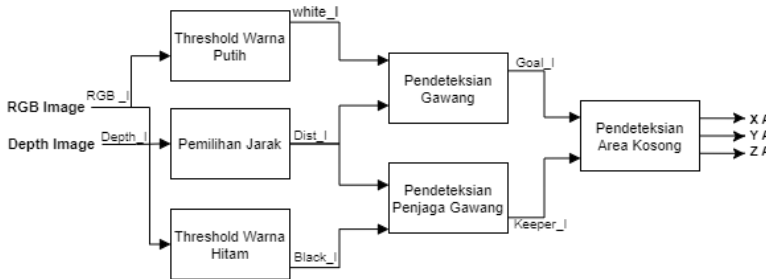 white_I
Threshold Warna
Putih
RGB _I
RGB Image
Depth Image
Depth_I
Pemilihan Jarak
Dist_I
Threshold Warna
Hitam
Black_I
Pendeteksian
Gawang
Goal_I
Pendeteksian
Penjaga Gawang
Keeper_I
Pendeteksian
Area Kosong
X A
Y A
Z A